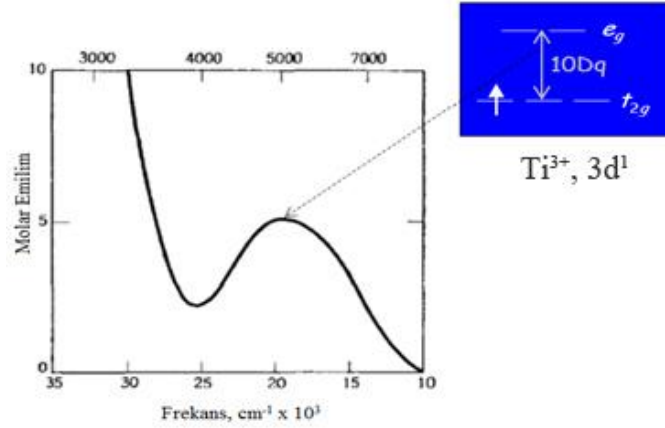 3000 4000 5000 7000
10
5
0
Molar Emilim
35 30 25 20 15 10
Frekans, cm⁻¹ x 10³
e_g
10Dq
t_2g
Ti³⁺, 3d¹